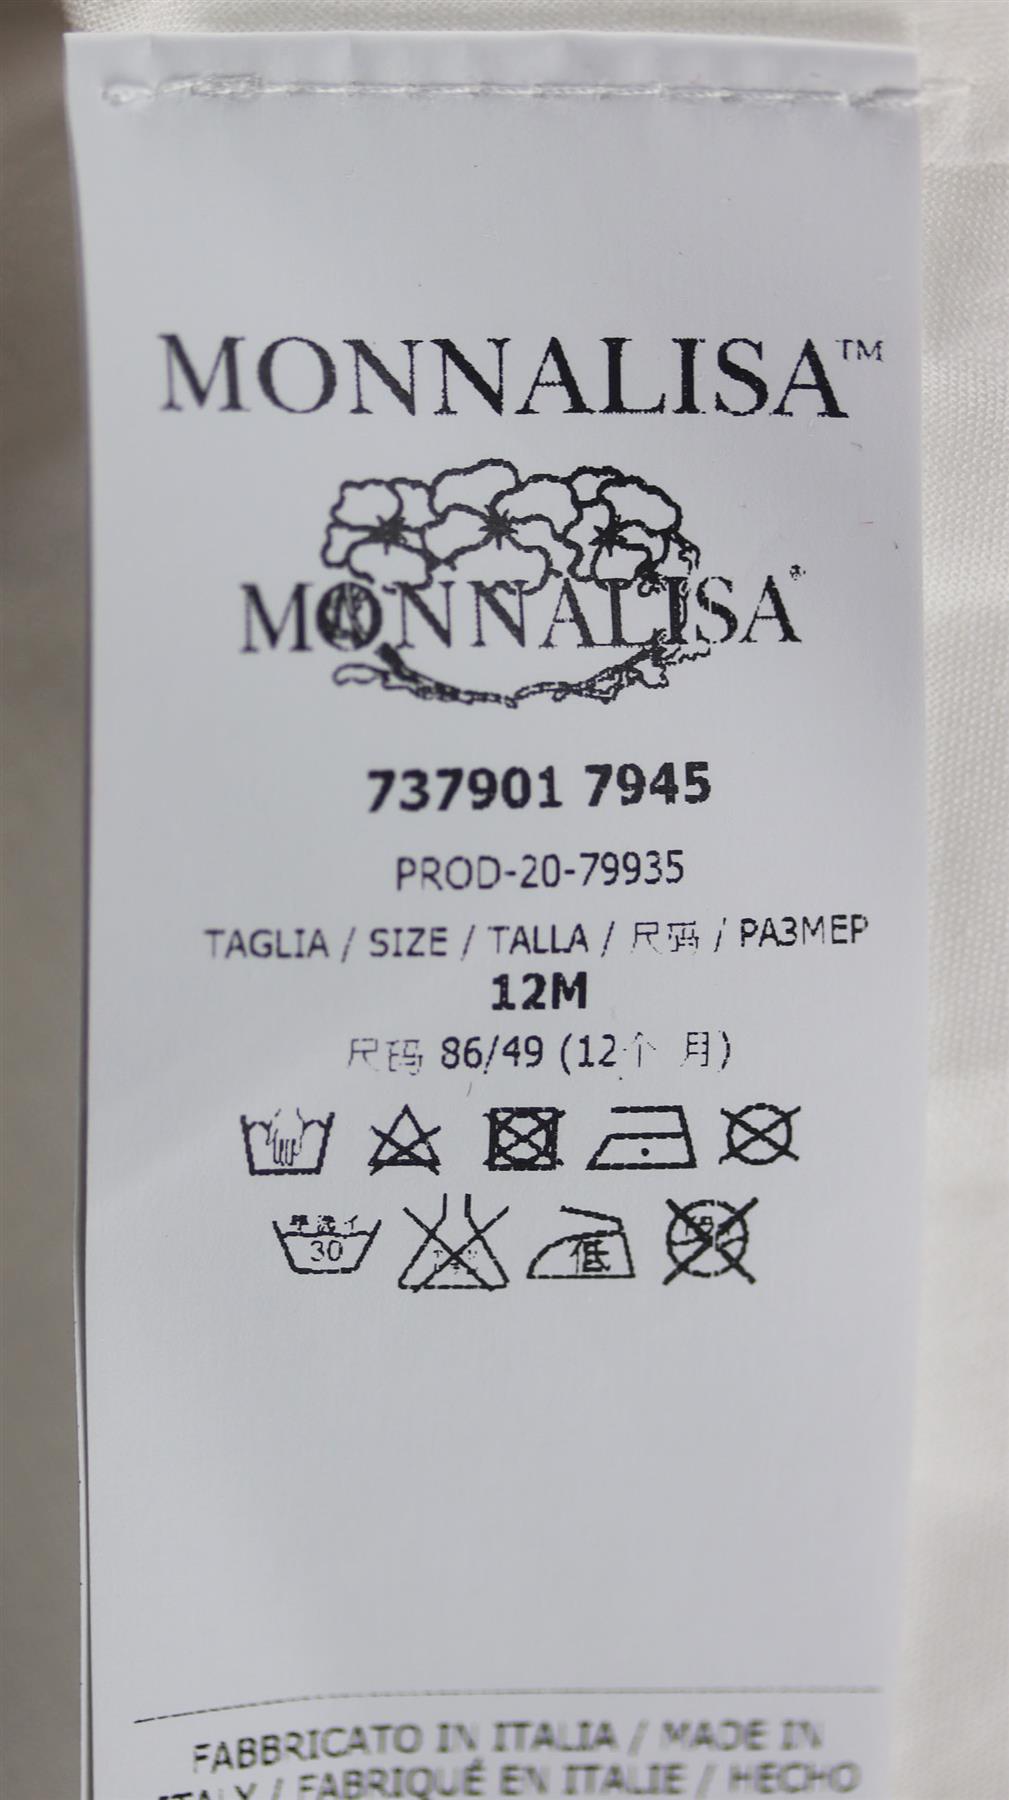 MONNALISA™
MONNALISA®
737901 7945
PROD-20-79935
TAGLIA / SIZE / TALLA / 尺码 / РАЗМЕР
12M
尺码 86/49 (12个 月)
30
低
FABBRICATO IN ITALIA / MADE IN
ITALY / FABRIQUÉ EN ITALIE / HECHO